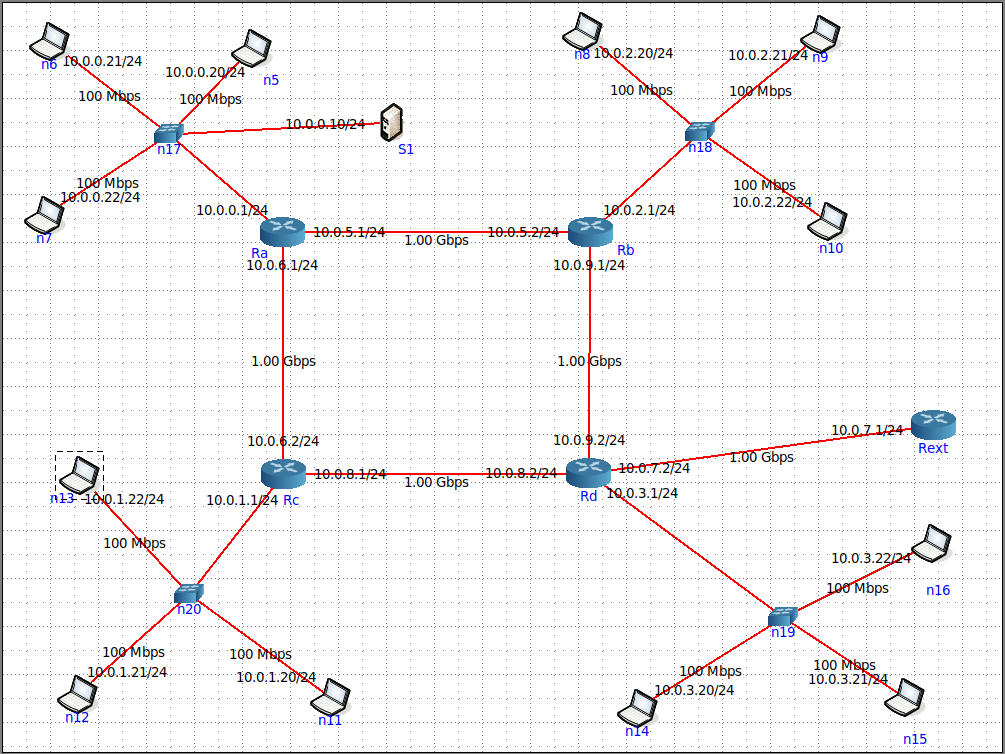 n6 10.0.0.21/24
10.0.0.20/24
n5
100 Mbps
100 Mbps
10.0.0.10/24
S1
n17
100 Mbps
10.0.0.22/24
n7
10.0.0.1/24
Ra
10.0.5.1/24
1.00 Gbps
10.0.5.2/24
10.0.6.1/24
n8 10.0.2.20/24
10.0.2.21/24
n9
100 Mbps
100 Mbps
n18
100 Mbps
10.0.2.22/24
n10
10.0.2.1/24
Rb
10.0.9.1/24
1.00 Gbps
1.00 Gbps
10.0.6.2/24
10.0.9.2/24
10.0.7.1/24
Rext
1.00 Gbps
10.0.7.2/24
10.0.8.1/24
1.00 Gbps
10.0.8.2/24
Rc
Rd
10.0.3.1/24
n13 10.0.1.22/24
10.0.1.1/24
100 Mbps
n20
100 Mbps
10.0.1.21/24
n12
100 Mbps
10.0.1.20/24
n11
10.0.3.22/24
100 Mbps
n16
n19
100 Mbps
10.0.3.20/24
n14
100 Mbps
10.0.3.21/24
n15